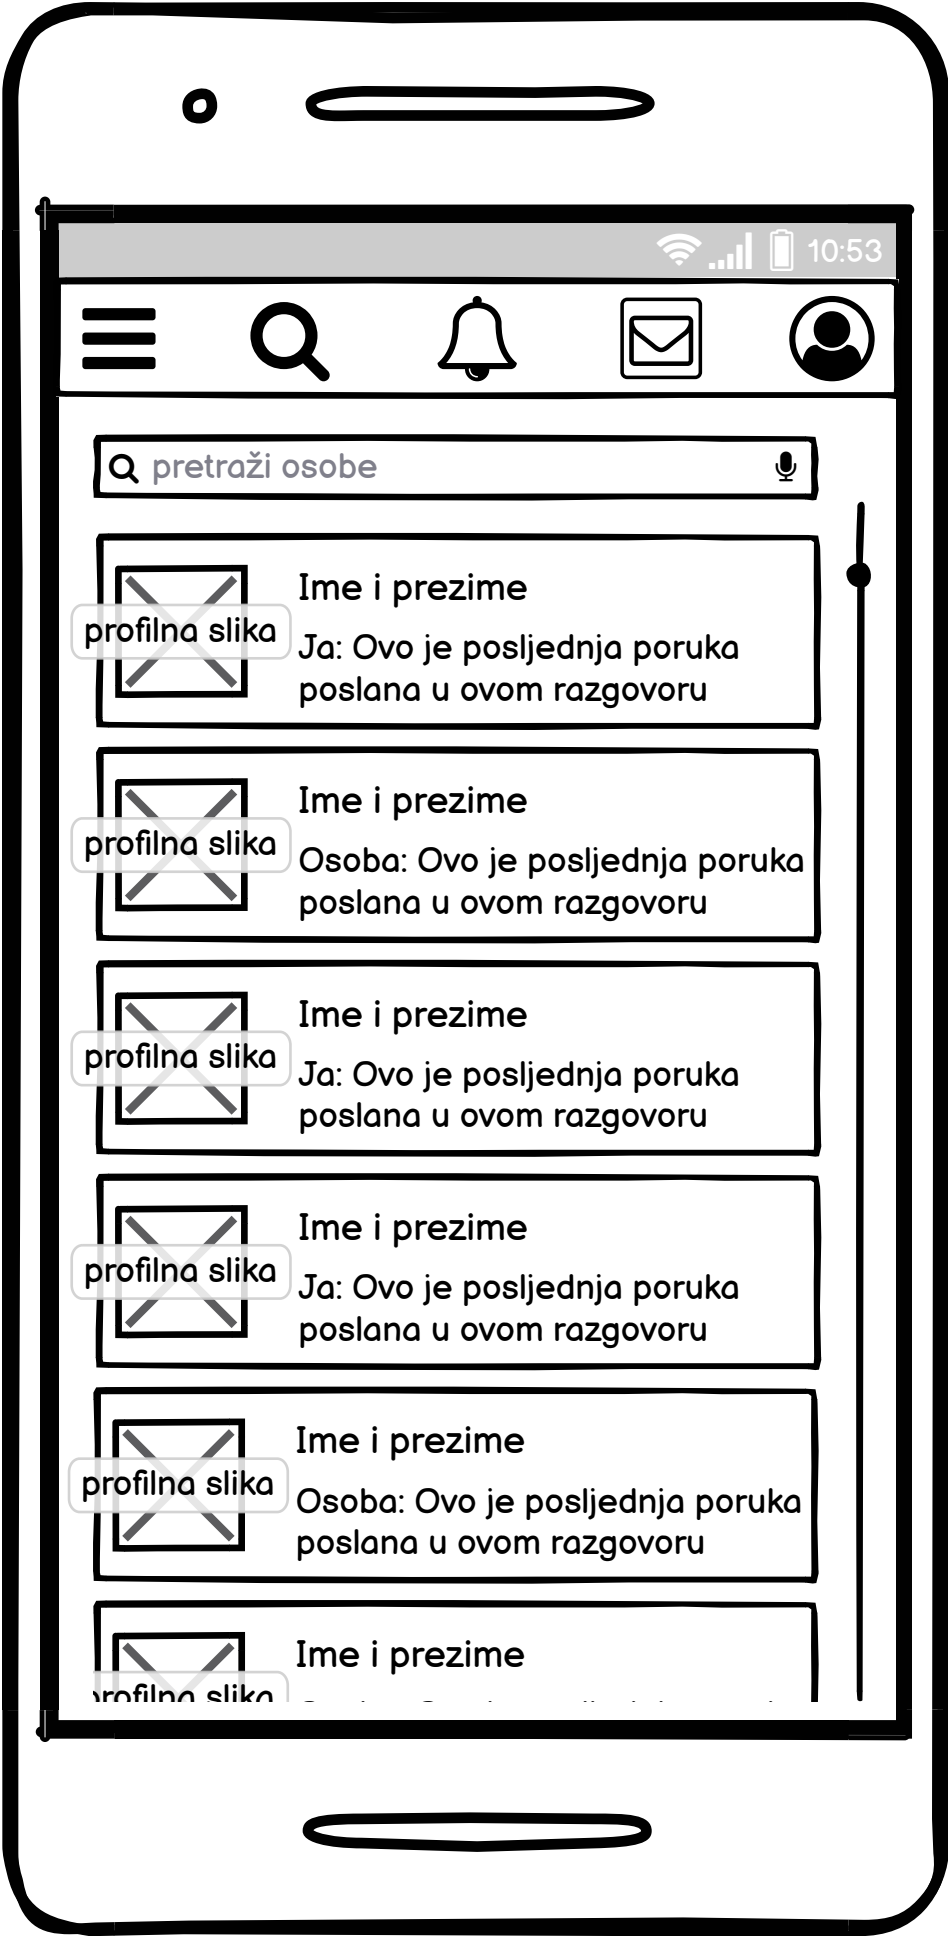 10:53
pretraži osobe
Ime i prezime
profilna slika
Ja: Ovo je posljednja poruka
poslana u ovom razgovoru
Ime i prezime
profilna slika
Osoba: Ovo je posljednja poruka
poslana u ovom razgovoru
Ime i prezime
profilna slika
Ja: Ovo je posljednja poruka
poslana u ovom razgovoru
Ime i prezime
profilna slika
Ja: Ovo je posljednja poruka
poslana u ovom razgovoru
Ime i prezime
profilna slika
Osoba: Ovo je posljednja poruka
poslana u ovom razgovoru
Ime i prezime
profilna slika